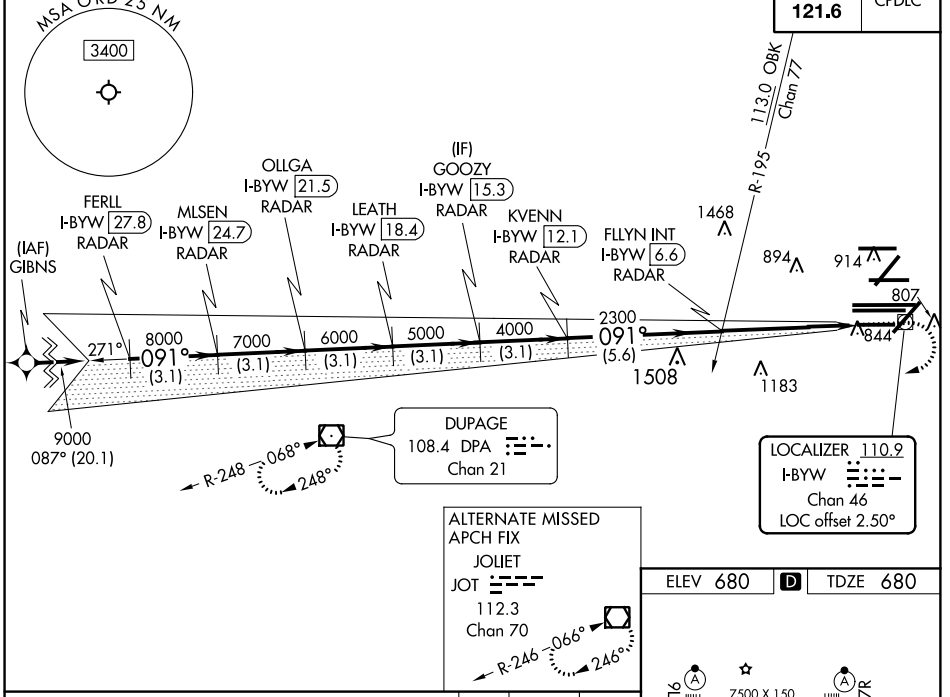 MSA ORD 25 NM
3400
121.6
CPDLC
113.0 OBK
Chan 77
R-195
(IAF)
GIBNS
FERLL
I-BYW 27.8
RADAR
MLSEN
I-BYW 24.7
RADAR
OLLGA
I-BYW 21.5
RADAR
LEATH
I-BYW 18.4
RADAR
(IF)
GOOZY
I-BYW 15.3
RADAR
KVENN
I-BYW 12.1
RADAR
FLLYN INT
I-BYW 6.6
RADAR
1468
894
914
807
844
271°
8000
091°
(3.1)
7000
(3.1)
6000
(3.1)
5000
(3.1)
4000
(3.1)
2300
091°
(5.6)
1508
1183
9000
087° (20.1)
R-248
068°
248°
DUPAGE
108.4 DPA
Chan 21
LOCALIZER 110.9
I-BYW
Chan 46
LOC offset 2.50°
ALTERNATE MISSED
APCH FIX
JOLIET
JOT
112.3
Chan 70
R-246
066°
246°
ELEV 680
D
TDZE 680
A
7500 X 150
A